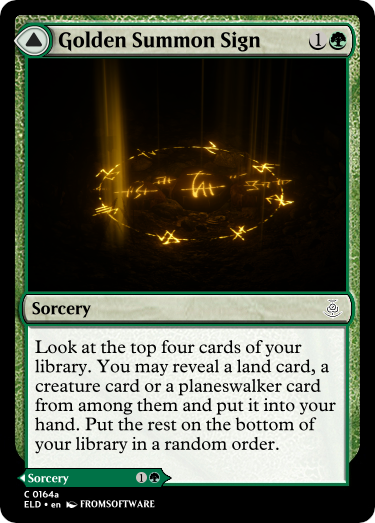 Golden Summon Sign 1
Sorcery
Look at the top four cards of your
library. You may reveal a land card, a
creature card or a planeswalker card
from among them and put it into your
hand. Put the rest on the bottom of
your library in a random order.
Sorcery 1
C 0164a
ELD • en FROMSOFTWARE